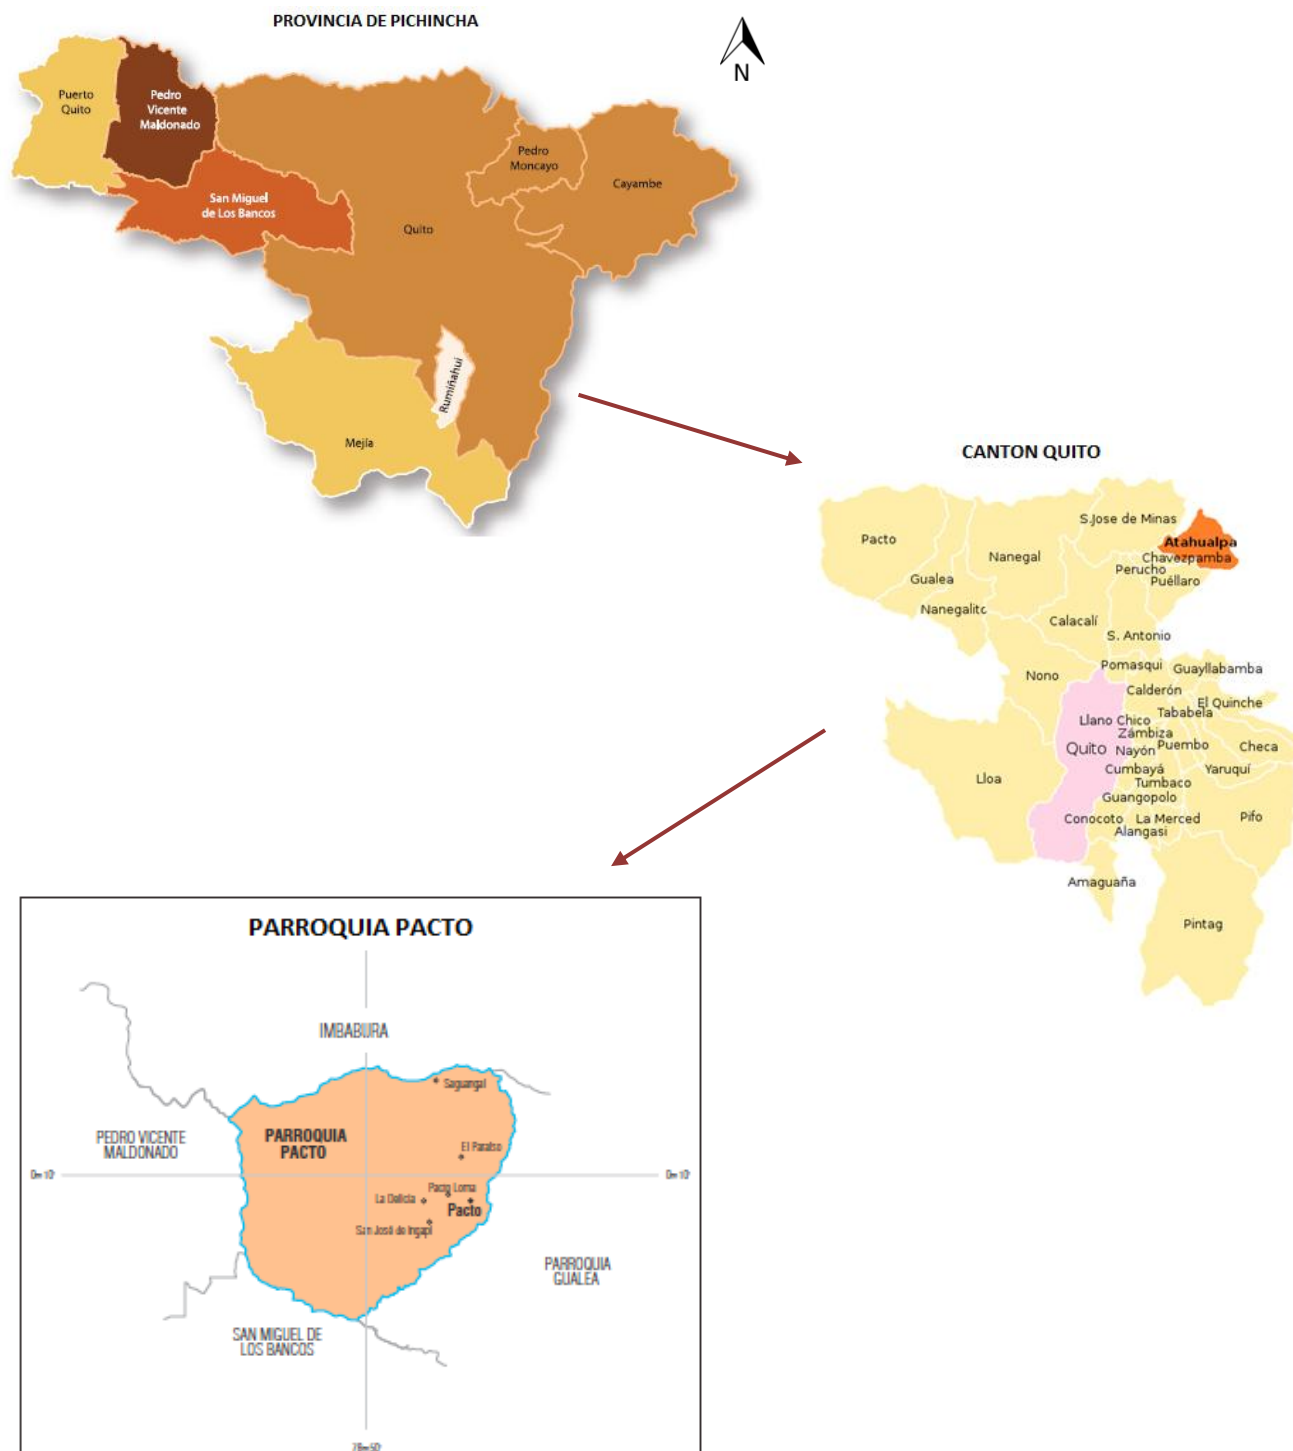 PROVINCIA DE PICHINCHA
N
Puerto
Quito
Pedro
Vicente
Maldonado
San Miguel
de Los Bancos
Quito
Pedro
Moncayo
Cayambe
Rumiñahui
Mejía
CANTON QUITO
Pacto
Gualea
Nanegalito
Nanegal
S.Jose de Minas
Atahualpa
Chavezpamba
Perucho
Puéllaro
Calacalí
S. Antonio
Nono
Pomasqui
Guayllabamba
Calderón
El Quinche
Tababela
Llano Chico
Zámbiza
Quito
Nayón
Puembo
Checa
Cumbayá
Yaruquí
Tumbaco
Lloa
Guangopolo
Conocoto
La Merced
Pifo
Alangasi
Amaguaña
Pintag
PARROQUIA PACTO
IMBABURA
Saguangal
PEDRO VICENTE
MALDONADO
PARROQUIA
PACTO
El Paraíso
Pacto Loma
La Delicia
Pacto
San José de Ingapi
PARROQUIA
GUALEA
SAN MIGUEL DE
LOS BANCOS